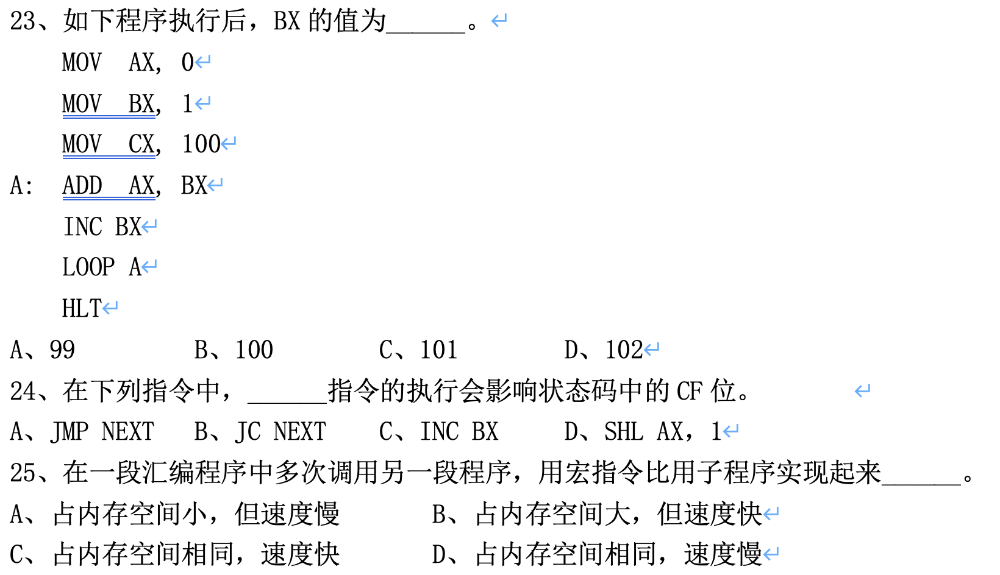 23、如下程序执行后，BX 的值为______。
MOV  AX, 0
MOV  BX, 1
MOV  CX, 100
A:  ADD  AX, BX
INC BX
LOOP A
HLT
A、99  B、100  C、101  D、102
24、在下列指令中，______指令的执行会影响状态码中的 CF 位。
A、JMP NEXT  B、JC NEXT  C、INC BX  D、SHL AX，1
25、在一段汇编程序中多次调用另一段程序，用宏指令比用子程序实现起来______。
A、占内存空间小，但速度慢  B、占内存空间大，但速度快
C、占内存空间相同，速度快  D、占内存空间相同，速度慢